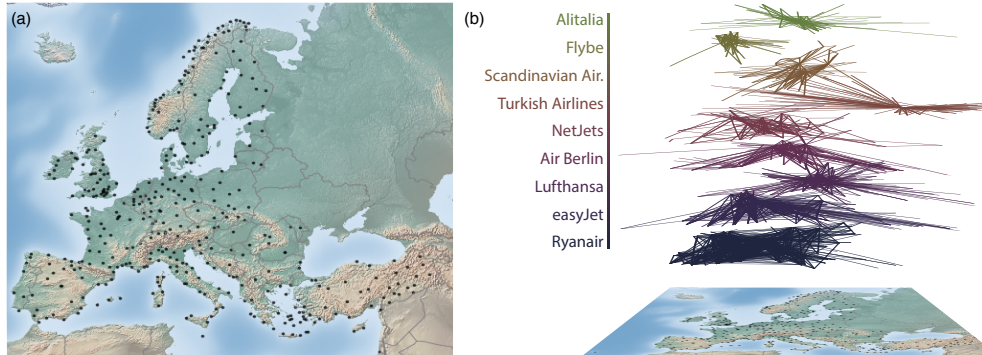 (a)
(b)
Alitalia
Flybe
Scandinavian Air.
Turkish Airlines
NetJets
Air Berlin
Lufthansa
easyJet
Ryanair